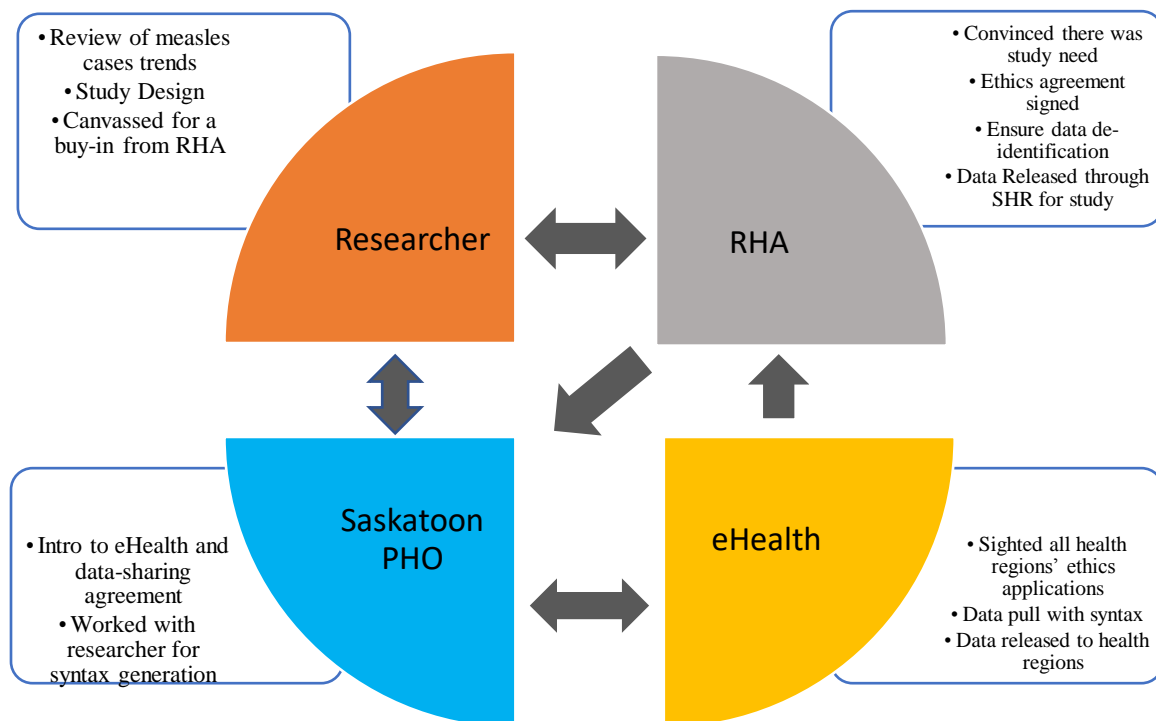 • Review of measles
cases trends
• Study Design
• Canvassed for a
buy-in from RHA
• Convinced there was
study need
• Ethics agreement
signed
• Ensure data de-
identification
• Data Released through
SHR for study
Researcher
RHA
Saskatoon
PHO
eHealth
• Intro to eHealth and
data-sharing
agreement
• Worked with
researcher for
syntax generation
• Sighted all health
regions’ ethics
applications
• Data pull with syntax
• Data released to health
regions